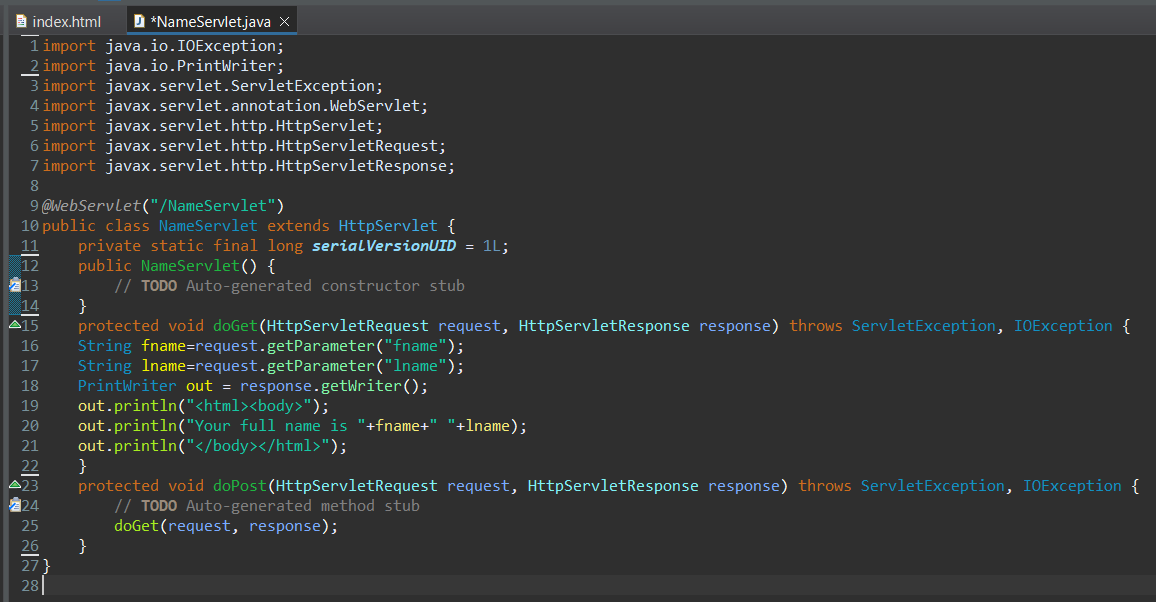 index.html *NameServlet.java
1 import java.io.IOException;
2 import java.io.PrintWriter;
3 import javax.servlet.ServletException;
4 import javax.servlet.annotation.WebServlet;
5 import javax.servlet.http.HttpServlet;
6 import javax.servlet.http.HttpServletRequest;
7 import javax.servlet.http.HttpServletResponse;
8
9 @WebServlet("/NameServlet")
10 public class NameServlet extends HttpServlet {
11     private static final long serialVersionUID = 1L;
12     public NameServlet() {
13         // TODO Auto-generated constructor stub
14     }
15     protected void doGet(HttpServletRequest request, HttpServletResponse response) throws ServletException, IOException {
16     String fname=request.getParameter("fname");
17     String lname=request.getParameter("lname");
18     PrintWriter out = response.getWriter();
19     out.println("<html><body>");
20     out.println("Your full name is "+fname+" "+lname);
21     out.println("</body></html>");
22     }
23     protected void doPost(HttpServletRequest request, HttpServletResponse response) throws ServletException, IOException {
24         // TODO Auto-generated method stub
25         doGet(request, response);
26     }
27 }
28